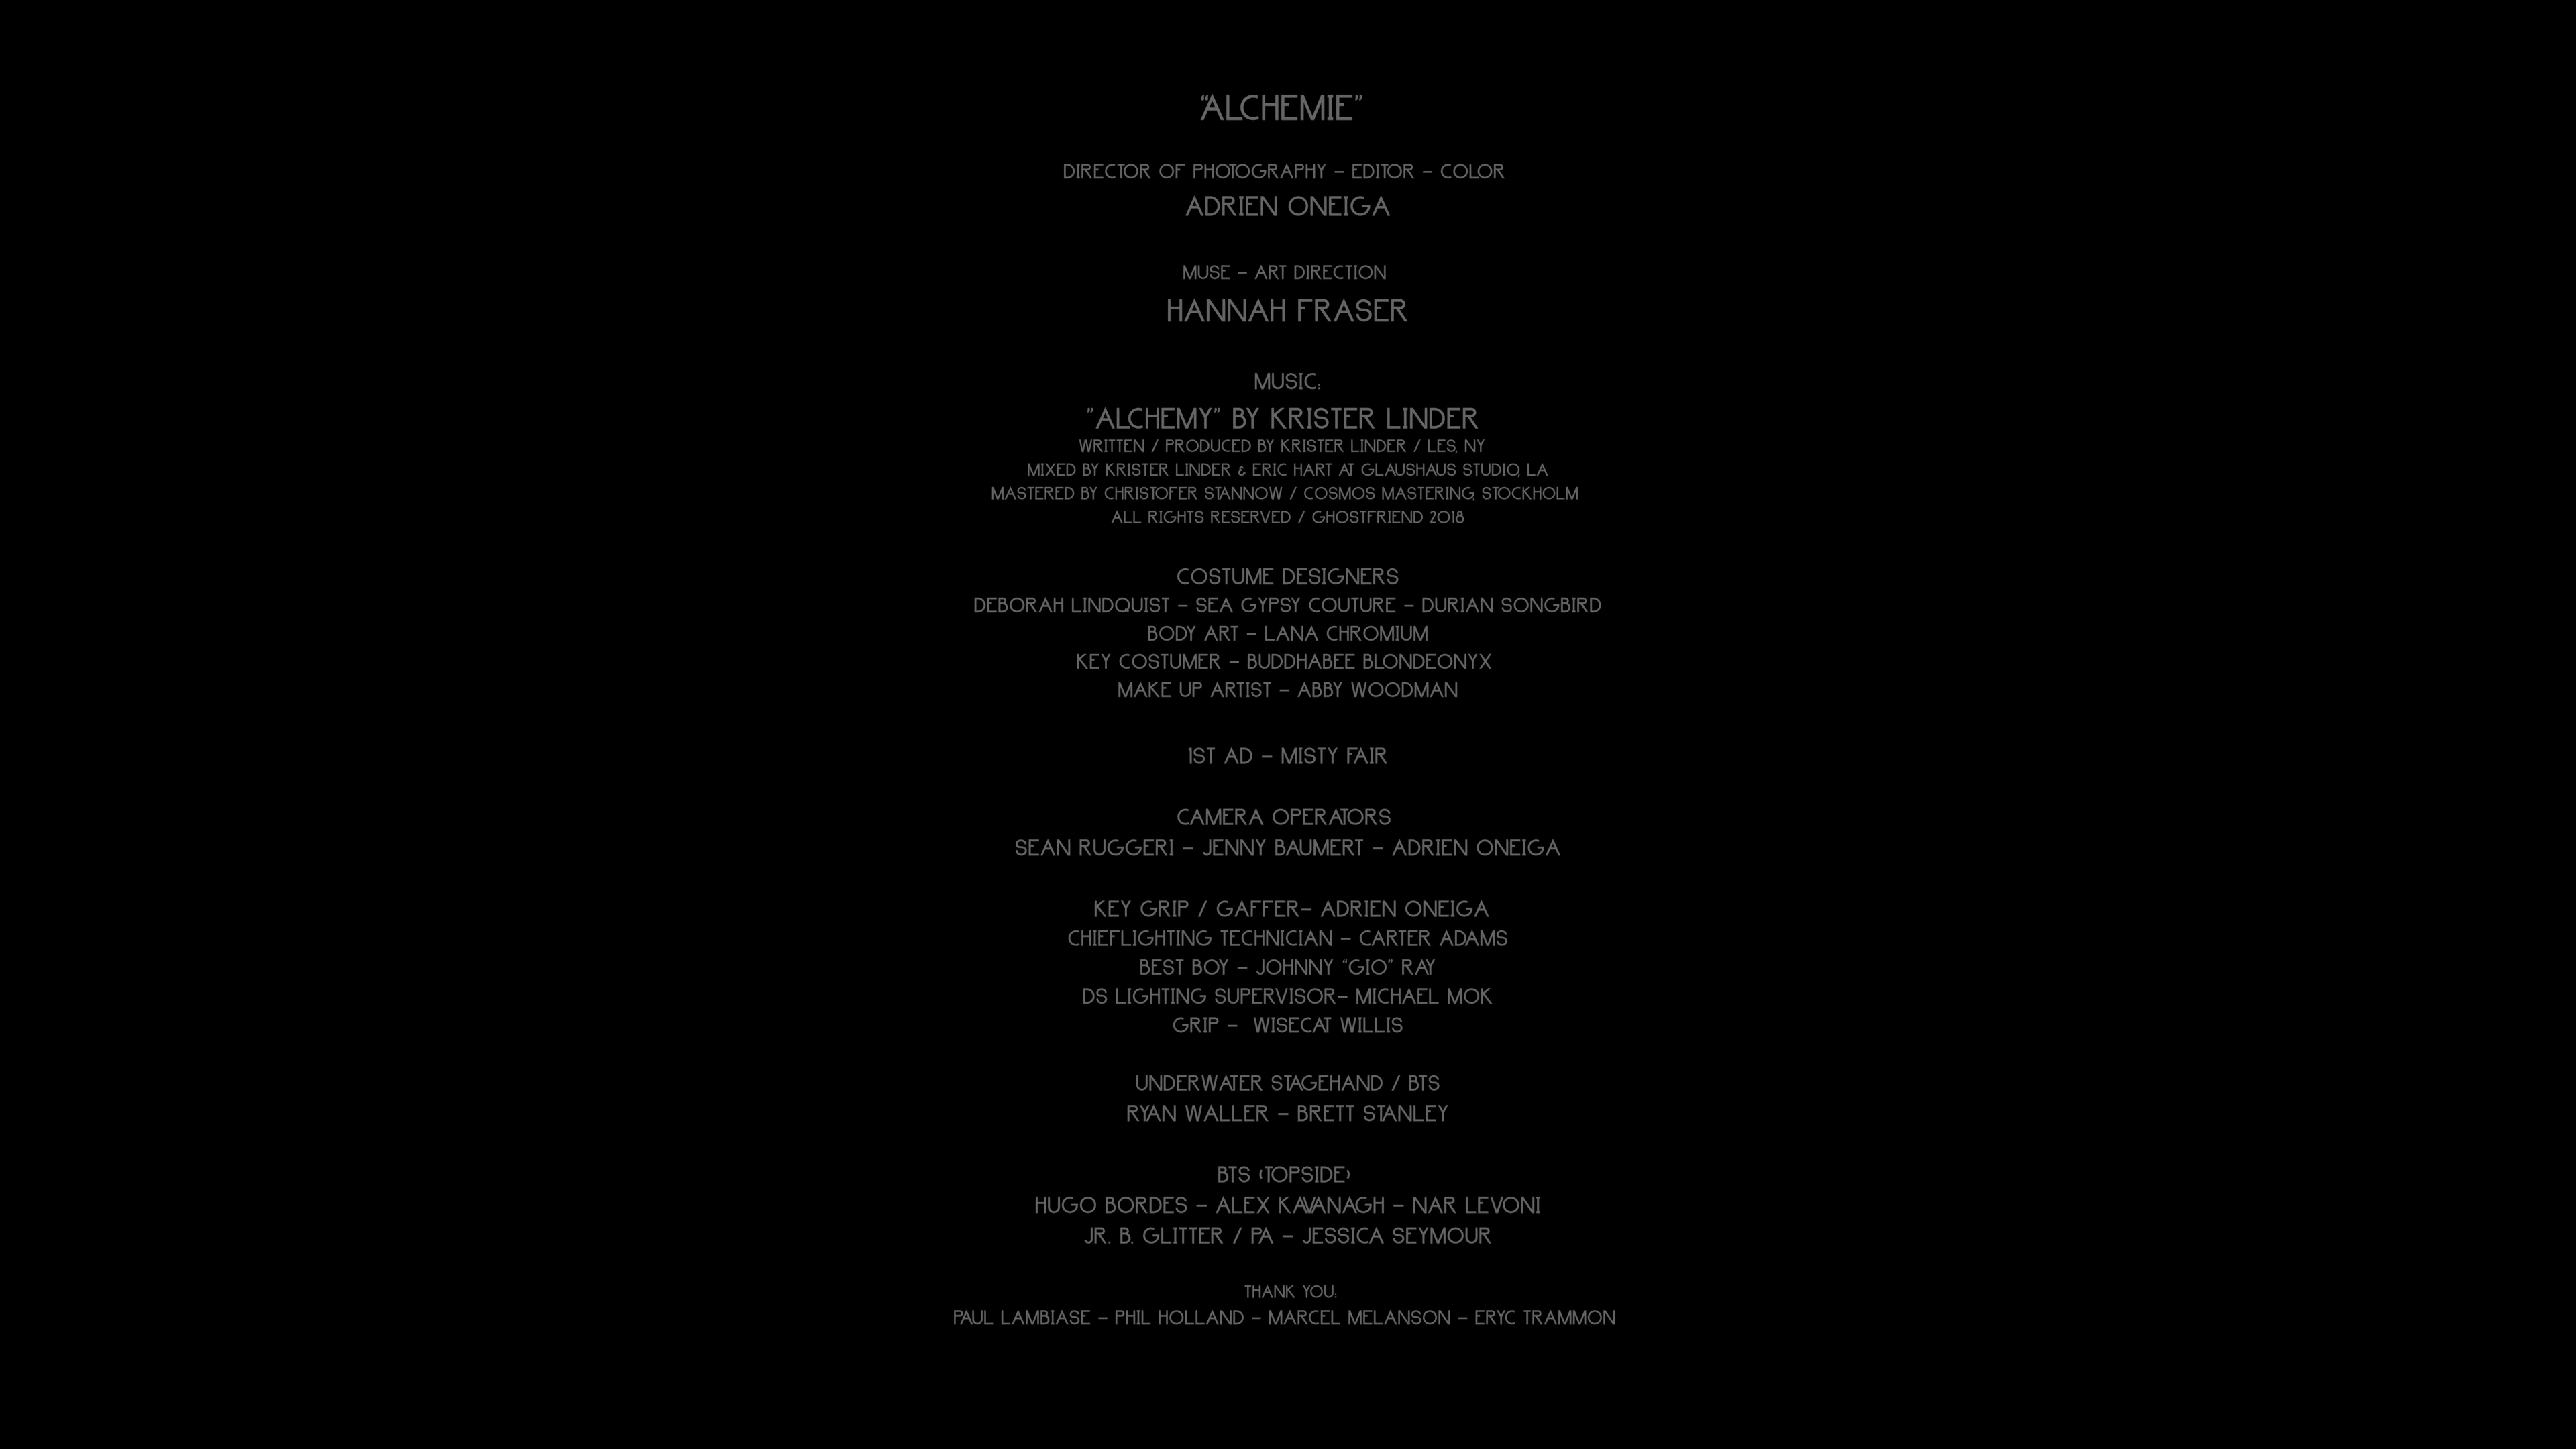 “ALCHEMIE”
DIRECTOR OF PHOTOGRAPHY – EDITOR – COLOR
ADRIEN ONEIGA
MUSE – ART DIRECTION
HANNAH FRASER
MUSIC:
"ALCHEMY" BY KRISTER LINDER
WRITTEN / PRODUCED BY KRISTER LINDER / LES, NY
MIXED BY KRISTER LINDER & ERIC HART AT GLAUSHAUS STUDIO, LA
MASTERED BY CHRISTOFER STANNOW / COSMOS MASTERING, STOCKHOLM
ALL RIGHTS RESERVED / GHOSTFRIEND 2018
COSTUME DESIGNERS
DEBORAH LINDQUIST – SEA GYPSY COUTURE – DURIAN SONGBIRD
BODY ART – LANA CHROMIUM
KEY COSTUMER – BUDDHABEE BLONDEONYX
MAKE UP ARTIST – ABBY WOODMAN
1ST AD – MISTY FAIR
CAMERA OPERATORS
SEAN RUGGERI – JENNY BAUMERT – ADRIEN ONEIGA
KEY GRIP / GAFFER– ADRIEN ONEIGA
CHIEFLIGHTING TECHNICIAN – CARTER ADAMS
BEST BOY – JOHNNY “GIO” RAY
DS LIGHTING SUPERVISOR– MICHAEL MOK
GRIP – WISECAT WILLIS
UNDERWATER STAGEHAND / BTS
RYAN WALLER – BRETT STANLEY
BTS (TOPSIDE)
HUGO BORDES – ALEX KAVANAGH – NAR LEVONI
JR. B. GLITTER / PA – JESSICA SEYMOUR
THANK YOU:
PAUL LAMBIASE – PHIL HOLLAND – MARCEL MELANSON – ERYC TRAMMON